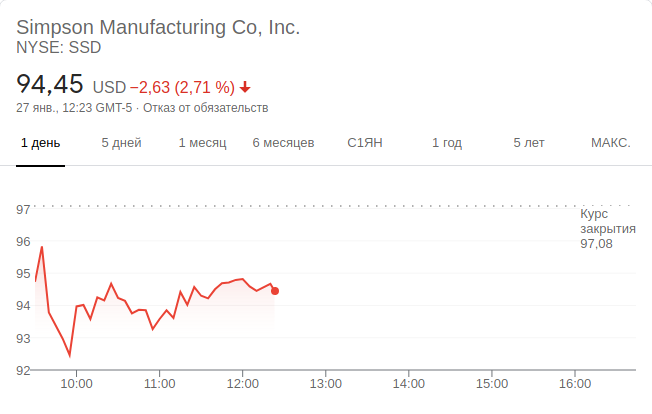 Simpson Manufacturing Co, Inc.
NYSE: SSD
94,45 USD −2,63 (2,71 %)
27 янв., 12:23 GMT-5 · Отказ от обязательств
1 день 5 дней 1 месяц 6 месяцев С1ЯН 1 год 5 лет МАКС.
97
Курс
закрытия
97,08
96
95
94
93
92
10:00 11:00 12:00 13:00 14:00 15:00 16:00